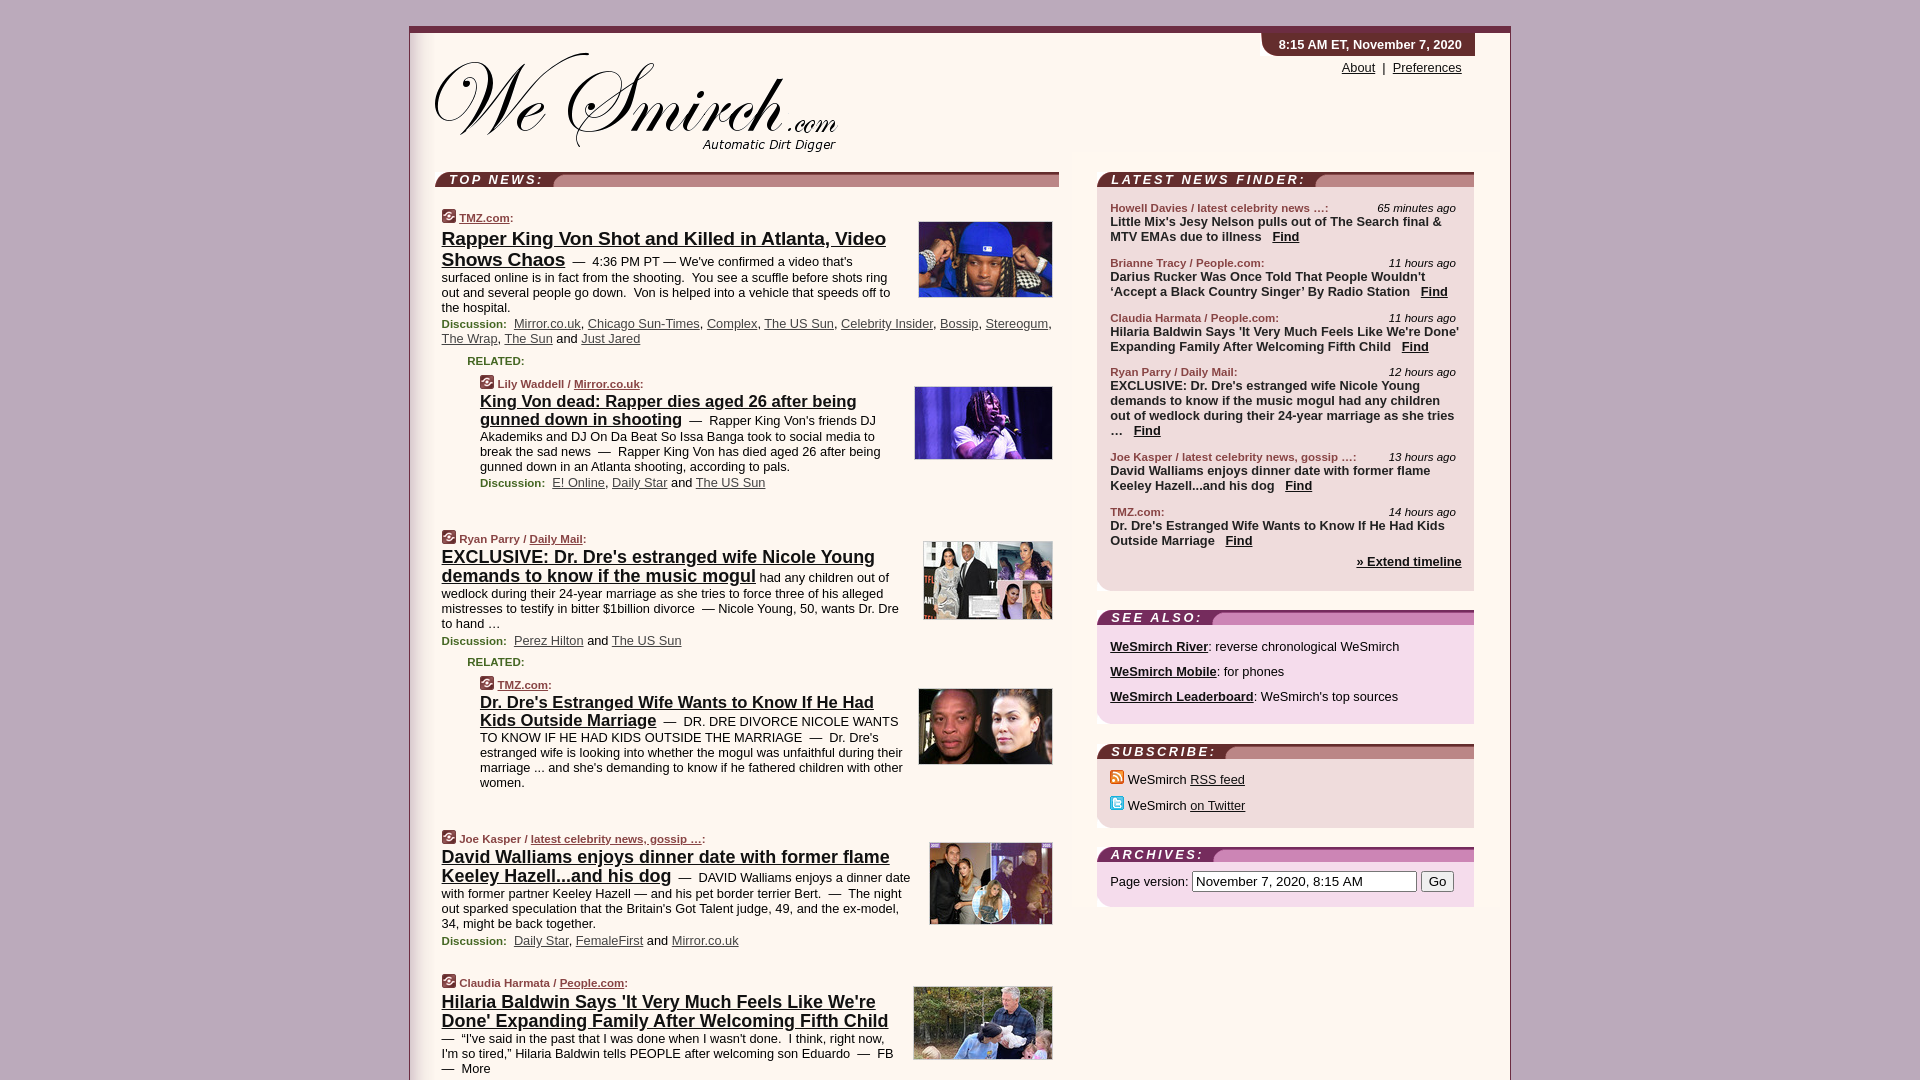 8:15 AM ET, November 7, 2020
About | Preferences
We Smirch .com
Automatic Dirt Digger
TOP NEWS:
TMZ.com:
Rapper King Von Shot and Killed in Atlanta, Video
Shows Chaos — 4:36 PM PT — We've confirmed a video that's
surfaced online is in fact from the shooting. You see a scuffle before shots ring
out and several people go down. Von is helped into a vehicle that speeds off to
the hospital.
Discussion: Mirror.co.uk, Chicago Sun-Times, Complex, The US Sun, Celebrity Insider, Bossip, Stereogum,
The Wrap, The Sun and Just Jared
RELATED:
Lily Waddell / Mirror.co.uk:
King Von dead: Rapper dies aged 26 after being
gunned down in shooting — Rapper King Von's friends DJ
Akademiks and DJ On Da Beat So Issa Banga took to social media to
break the sad news — Rapper King Von has died aged 26 after being
gunned down in an Atlanta shooting, according to pals.
Discussion: E! Online, Daily Star and The US Sun
Ryan Parry / Daily Mail:
EXCLUSIVE: Dr. Dre's estranged wife Nicole Young
demands to know if the music mogul had any children out of
wedlock during their 24-year marriage as she tries to force three of his alleged
mistresses to testify in bitter $1billion divorce — Nicole Young, 50, wants Dr. Dre
to hand …
Discussion: Perez Hilton and The US Sun
RELATED:
TMZ.com:
Dr. Dre's Estranged Wife Wants to Know If He Had
Kids Outside Marriage — DR. DRE DIVORCE NICOLE WANTS
TO KNOW IF HE HAD KIDS OUTSIDE THE MARRIAGE — Dr. Dre's
estranged wife is looking into whether the mogul was unfaithful during their
marriage ... and she's demanding to know if he fathered children with other
women.
Joe Kasper / latest celebrity news, gossip …:
David Walliams enjoys dinner date with former flame
Keeley Hazell...and his dog — DAVID Walliams enjoys a dinner date
with former partner Keeley Hazell — and his pet border terrier Bert. — The night
out sparked speculation that the Britain's Got Talent judge, 49, and the ex-model,
34, might be back together.
Discussion: Daily Star, FemaleFirst and Mirror.co.uk
Claudia Harmata / People.com:
Hilaria Baldwin Says 'It Very Much Feels Like We're
Done' Expanding Family After Welcoming Fifth Child
— “I've said in the past that I was done when I wasn't done. I think, right now,
I'm so tired,” Hilaria Baldwin tells PEOPLE after welcoming son Eduardo — FB
— More
LATEST NEWS FINDER:
Howell Davies / latest celebrity news …: 65 minutes ago
Little Mix's Jesy Nelson pulls out of The Search final &
MTV EMAs due to illness Find
Brianne Tracy / People.com: 11 hours ago
Darius Rucker Was Once Told That People Wouldn't
‘Accept a Black Country Singer’ By Radio Station Find
Claudia Harmata / People.com: 11 hours ago
Hilaria Baldwin Says 'It Very Much Feels Like We're Done'
Expanding Family After Welcoming Fifth Child Find
Ryan Parry / Daily Mail: 12 hours ago
EXCLUSIVE: Dr. Dre's estranged wife Nicole Young
demands to know if the music mogul had any children
out of wedlock during their 24-year marriage as she tries
… Find
Joe Kasper / latest celebrity news, gossip …: 13 hours ago
David Walliams enjoys dinner date with former flame
Keeley Hazell...and his dog Find
TMZ.com: 14 hours ago
Dr. Dre's Estranged Wife Wants to Know If He Had Kids
Outside Marriage Find
» Extend timeline
SEE ALSO:
WeSmirch River: reverse chronological WeSmirch
WeSmirch Mobile: for phones
WeSmirch Leaderboard: WeSmirch's top sources
SUBSCRIBE:
WeSmirch RSS feed
WeSmirch on Twitter
ARCHIVES:
Page version: November 7, 2020, 8:15 AM Go